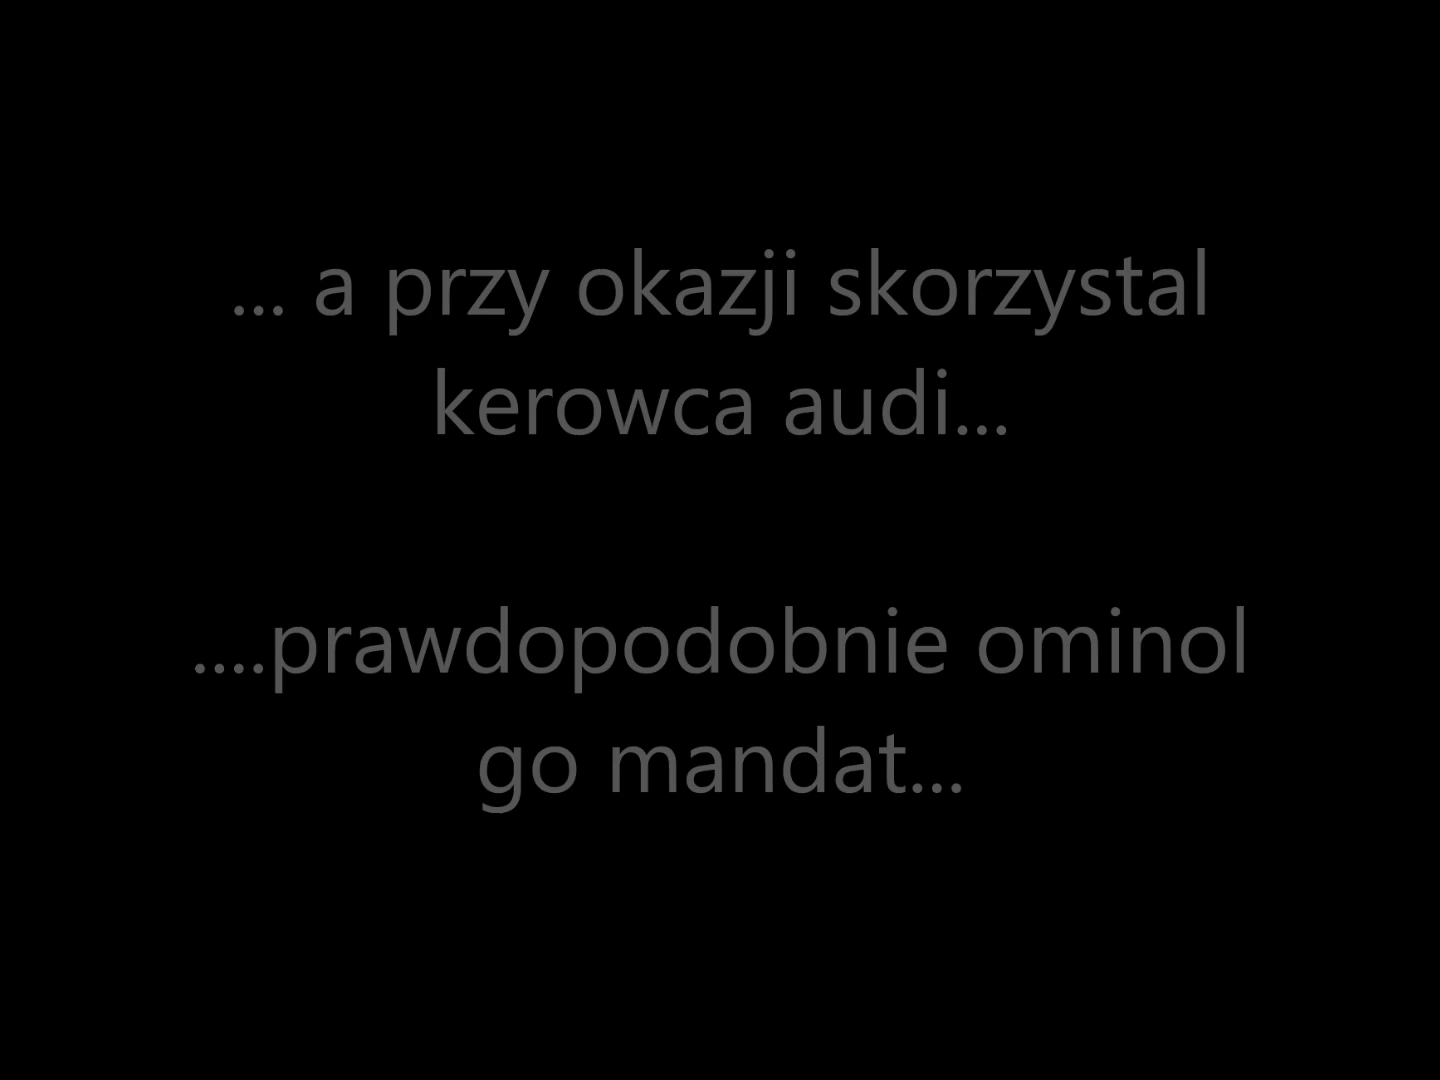 ... a przy okazji skorzystal
kerowca audi...
....prawdopodobnie ominol
go mandat...